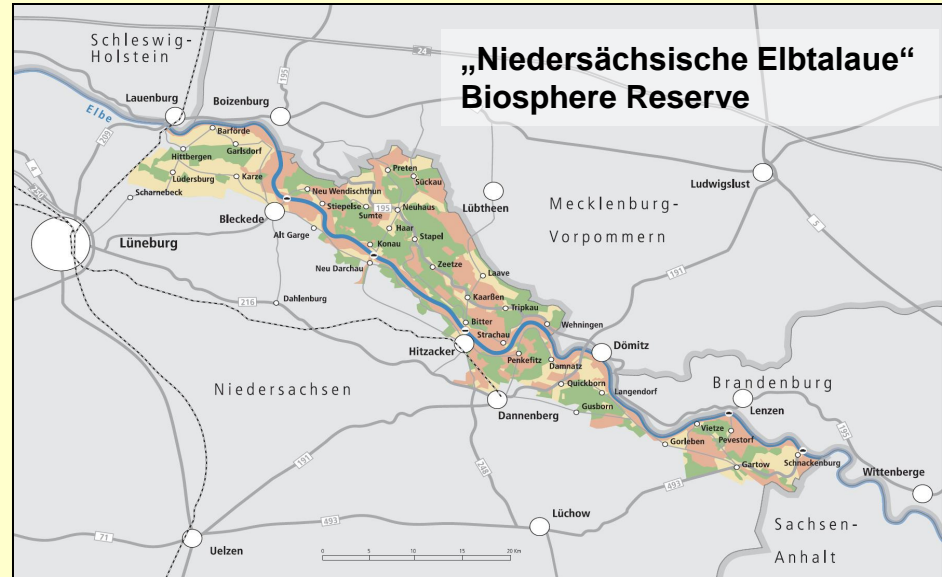 „Niedersächsische Elbtalaue“
Biosphere Reserve
Schleswig-
Holstein
24
195
Lauenburg
Boizenburg
Elbe
209
Barförde
Hittbergen
Garlsdorf
Lüdersburg
Karze
Scharnebeck
4
Preten
Sückau
Neu Wendischthun
Stiepelse
195
Sumte
Neuhaus
Lübtheen
Ludwigslust
Mecklenburg-
Vorpommern
Bleckede
Haar
Alt Garge
Konau
Stapel
Lüneburg
Neu Darchau
Zeetze
Laave
191
216
Dahlenburg
Kaarßen
Tripkau
Bitter
Wehningen
Strachau
Hitzacker
Penkefitz
Damnatz
Dömitz
Niedersachsen
Quickborn
Langendorf
Brandenburg
Dannenberg
Gusborn
Lenzen
195
Vietze
Pevestorf
Gorleben
Gartow
Schnackenburg
Wittenberge
191
248
493
493
Lüchow
71
Uelzen
Sachsen-
Anhalt
0 5 10 15 20 Km